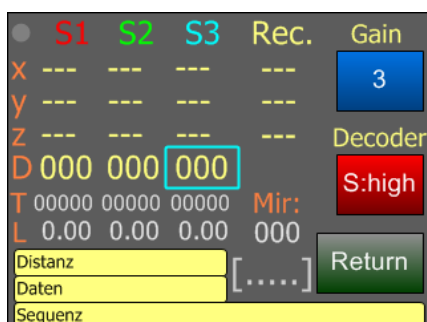 S1 S2 S3 Rec. Gain
x --- --- --- --- 3
y --- --- --- ---
z --- --- --- --- Decoder
D 000 000 000 S:high
T 00000 00000 00000 Mir:
L 0.00 0.00 0.00 000
Distanz [.....] Return
Daten
Sequenz